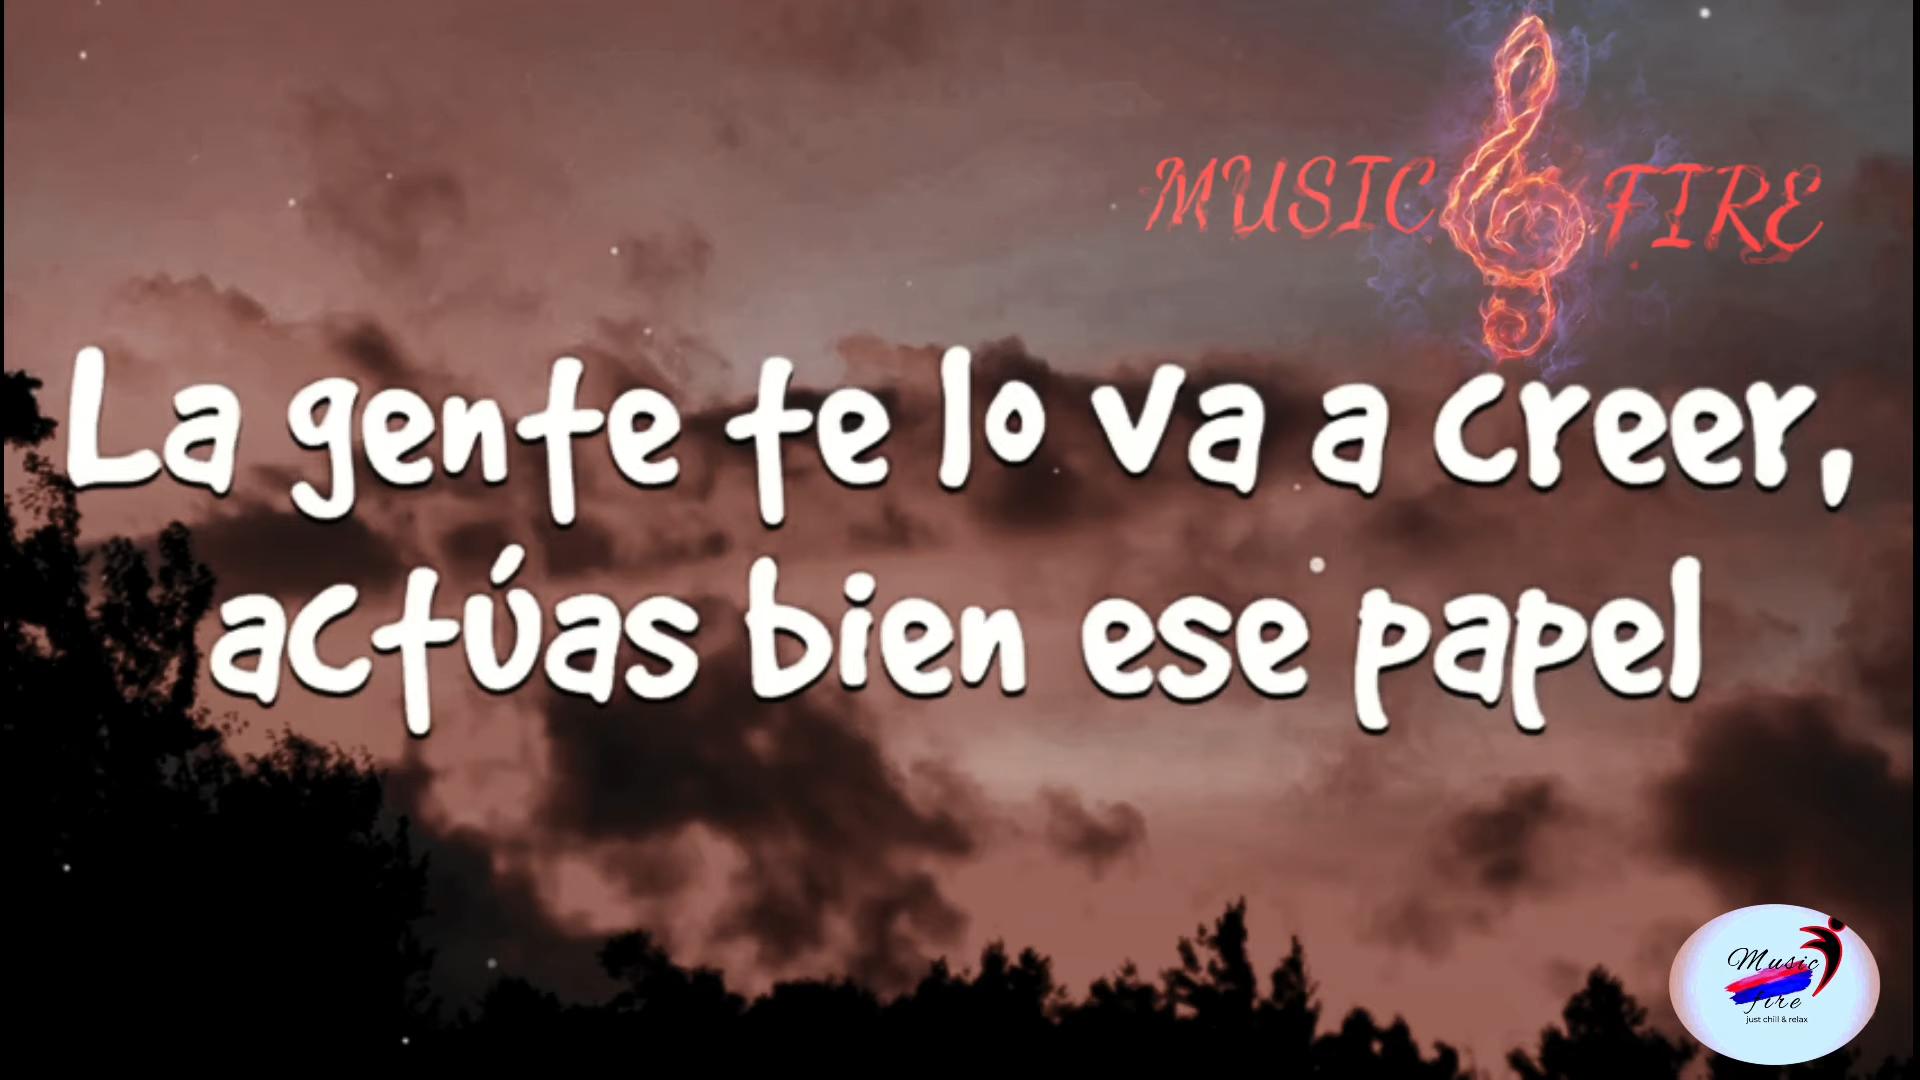 MUSIC FIRE
La gente te lo va a creer,
actúas bien ese papel
Music
fire
just chill & relax